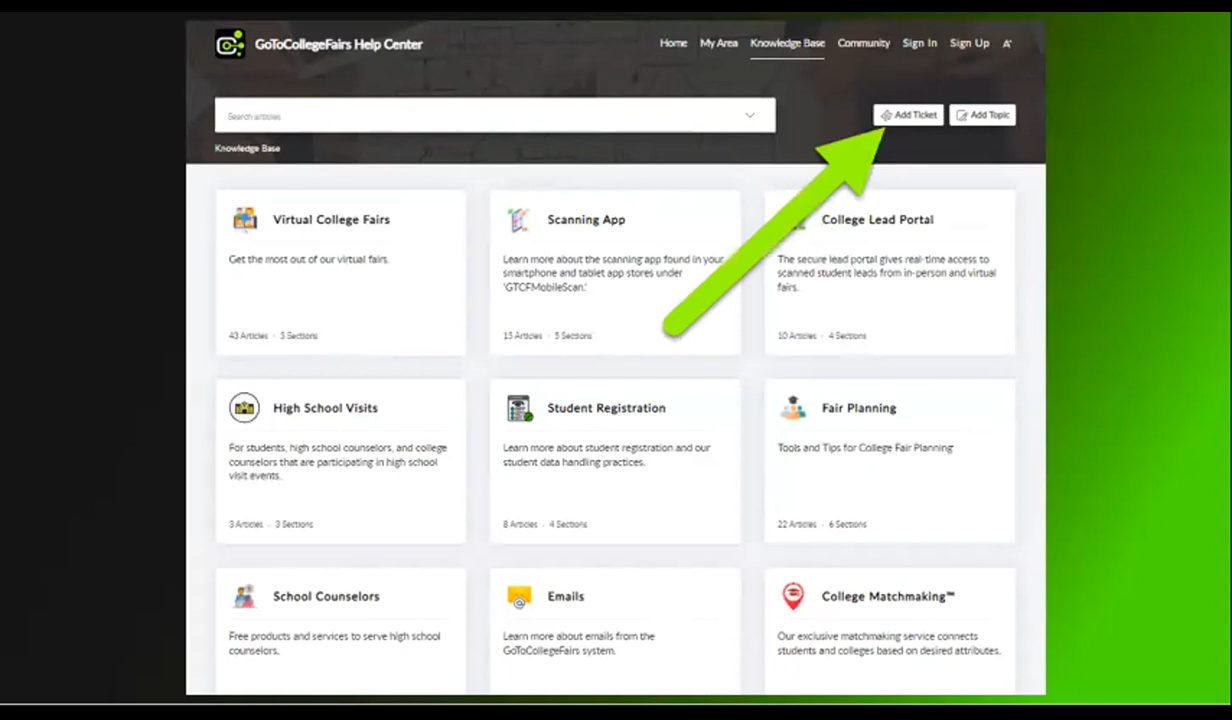 GoToCollegeFairs Help Center
Home My Area Knowledge Base Community Sign In Sign Up A+
Search articles
Add Ticket Add Topic
Knowledge Base
Virtual College Fairs
Get the most out of our virtual fairs.
43 Articles · 5 Sections
Scanning App
Learn more about the scanning app found in your
smartphone and tablet app stores under
'GTCFMobileScan.'
15 Articles · 5 Sections
College Lead Portal
The secure lead portal gives real-time access to
scanned student leads from in-person and virtual
fairs.
10 Articles · 4 Sections
High School Visits
For students, high school counselors, and college
counselors that are participating in high school
visit events.
3 Articles · 3 Sections
Student Registration
Learn more about student registration and our
student data handling practices.
8 Articles · 4 Sections
Fair Planning
Tools and Tips for College Fair Planning
22 Articles · 6 Sections
School Counselors
Free products and services to serve high school
counselors.
Emails
Learn more about emails from the
GoToCollegeFairs system.
College Matchmaking™
Our exclusive matchmaking service connects
students and colleges based on desired attributes.